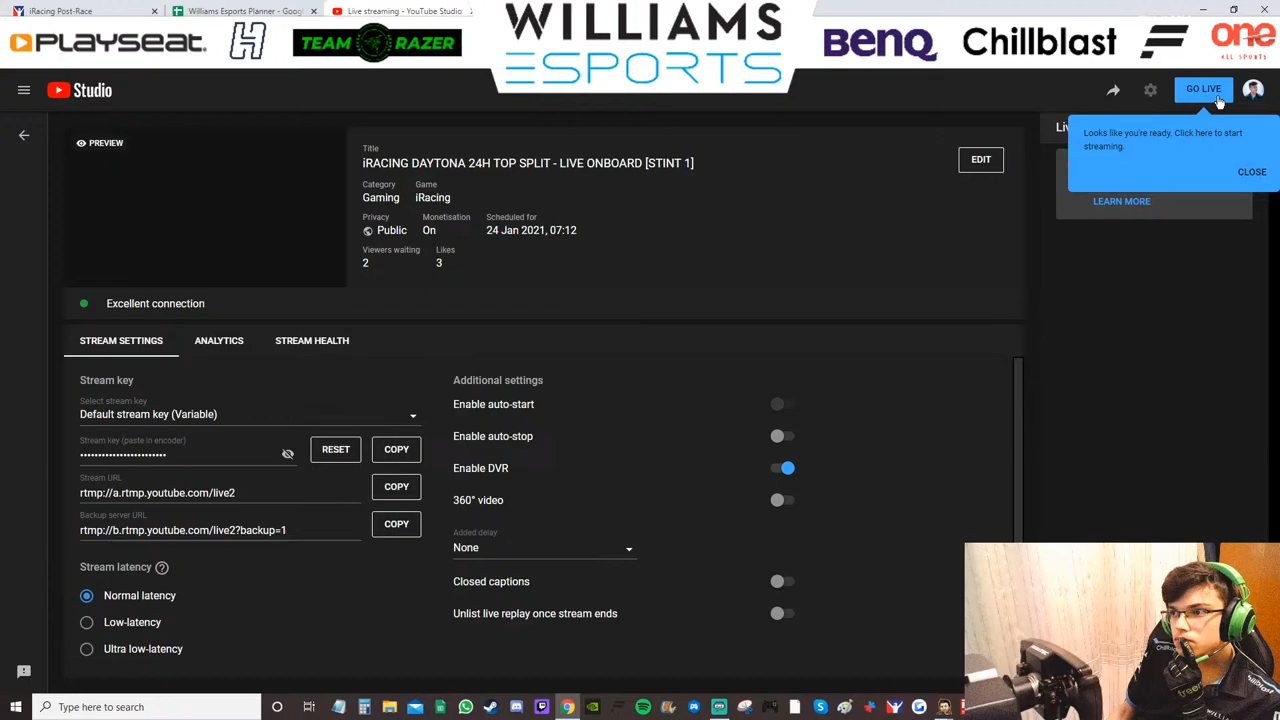 iRacing Post-Race
Williams Esports Planner - Googl
Live streaming - YouTube Studio
WILLIAMS
ESPORTS
PLAYSEAT.
TEAM RAZER
BenQ
Chillblast
one
ALL SPORTS
Studio
GO LIVE
Looks like you're ready. Click here to start
streaming.
CLOSE
LEARN MORE
PREVIEW
Title
iRACING DAYTONA 24H TOP SPLIT - LIVE ONBOARD [STINT 1]
EDIT
Category Game
Gaming iRacing
Privacy Monetisation Scheduled for
Public On 24 Jan 2021, 07:12
Viewers waiting Likes
2 3
Excellent connection
STREAM SETTINGS ANALYTICS STREAM HEALTH
Stream key
Select stream key
Default stream key (Variable)
Stream key (paste in encoder)
••••••••••••••••••••••••
RESET COPY
Stream URL
rtmp://a.rtmp.youtube.com/live2
COPY
Backup server URL
rtmp://b.rtmp.youtube.com/live2?backup=1
COPY
Stream latency
Normal latency
Low-latency
Ultra low-latency
Additional settings
Enable auto-start
Enable auto-stop
Enable DVR
360° video
Added delay
None
Closed captions
Unlist live replay once stream ends
Type here to search